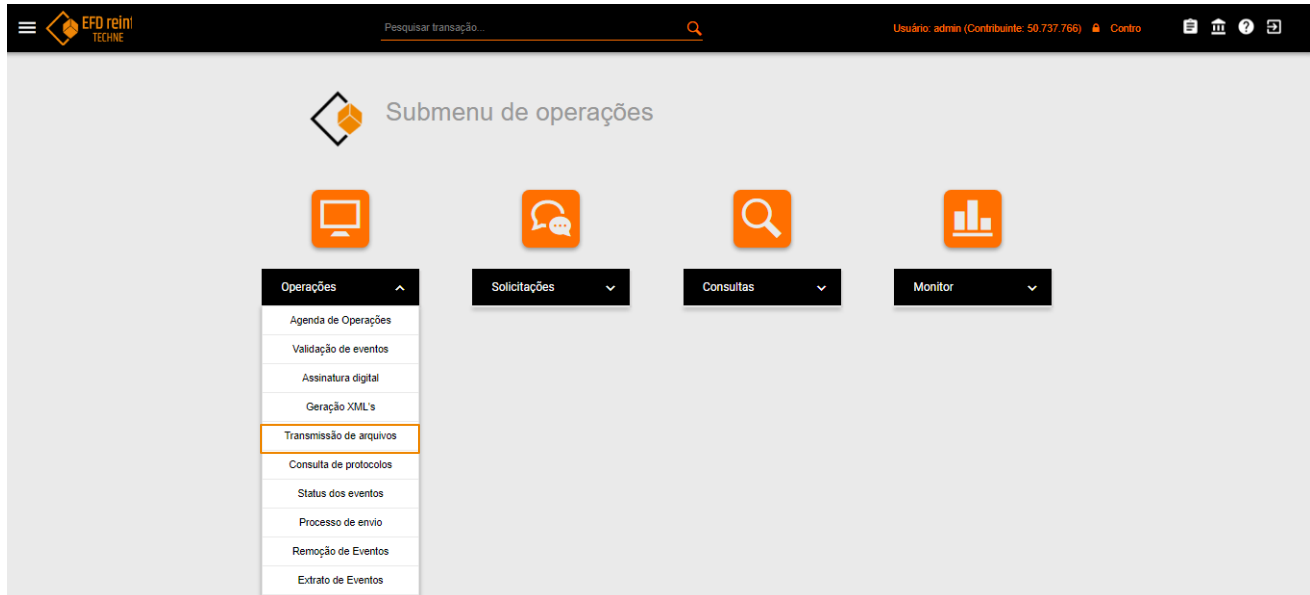 EFD reinf
TECHNE
Pesquisar transação...
Usuário: admin (Contribuinte: 50.737.766)
Contro
Submenu de operações
Operações
Solicitações
Consultas
Monitor
Agenda de Operações
Validação de eventos
Assinatura digital
Geração XML's
Transmissão de arquivos
Consulta de protocolos
Status dos eventos
Processo de envio
Remoção de Eventos
Extrato de Eventos